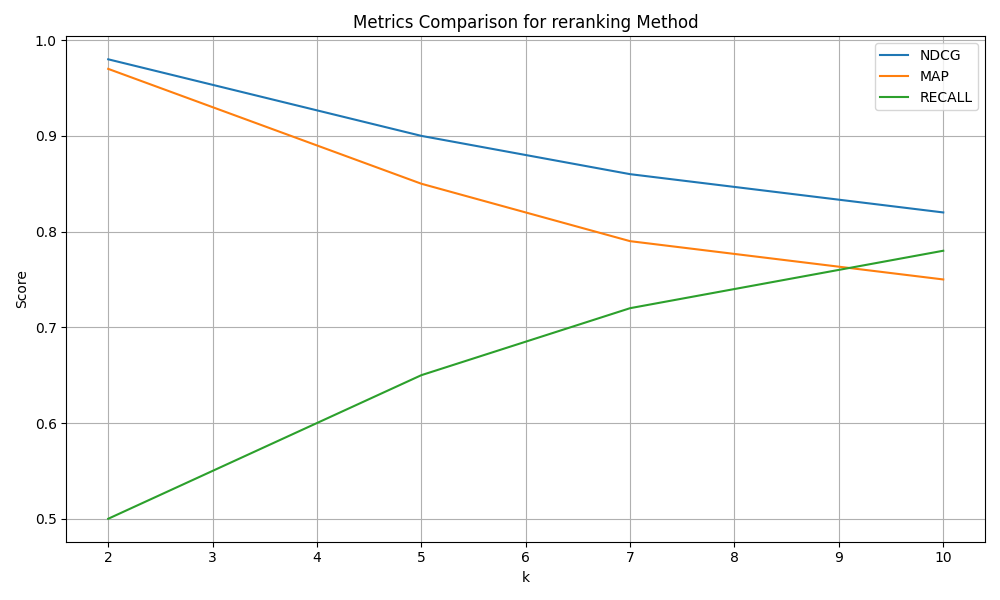 Metrics Comparison for reranking Method
1.0
0.9
0.8
0.7
0.6
0.5
Score
NDCG
MAP
RECALL
2 3 4 5 6 7 8 9 10
k